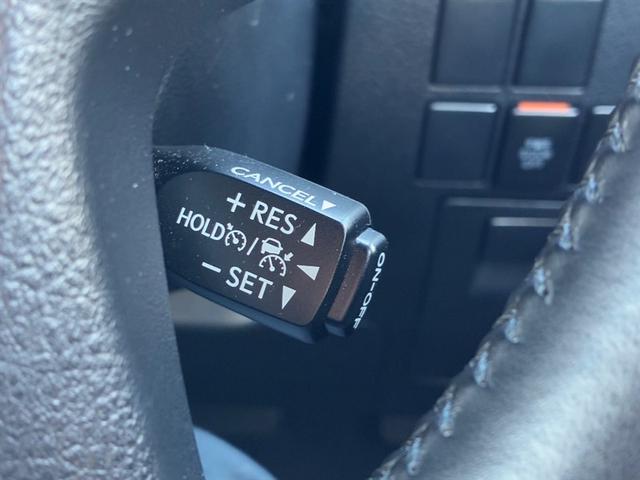 CANCEL
+ RES
HOLD /
− SET
ON–OFF